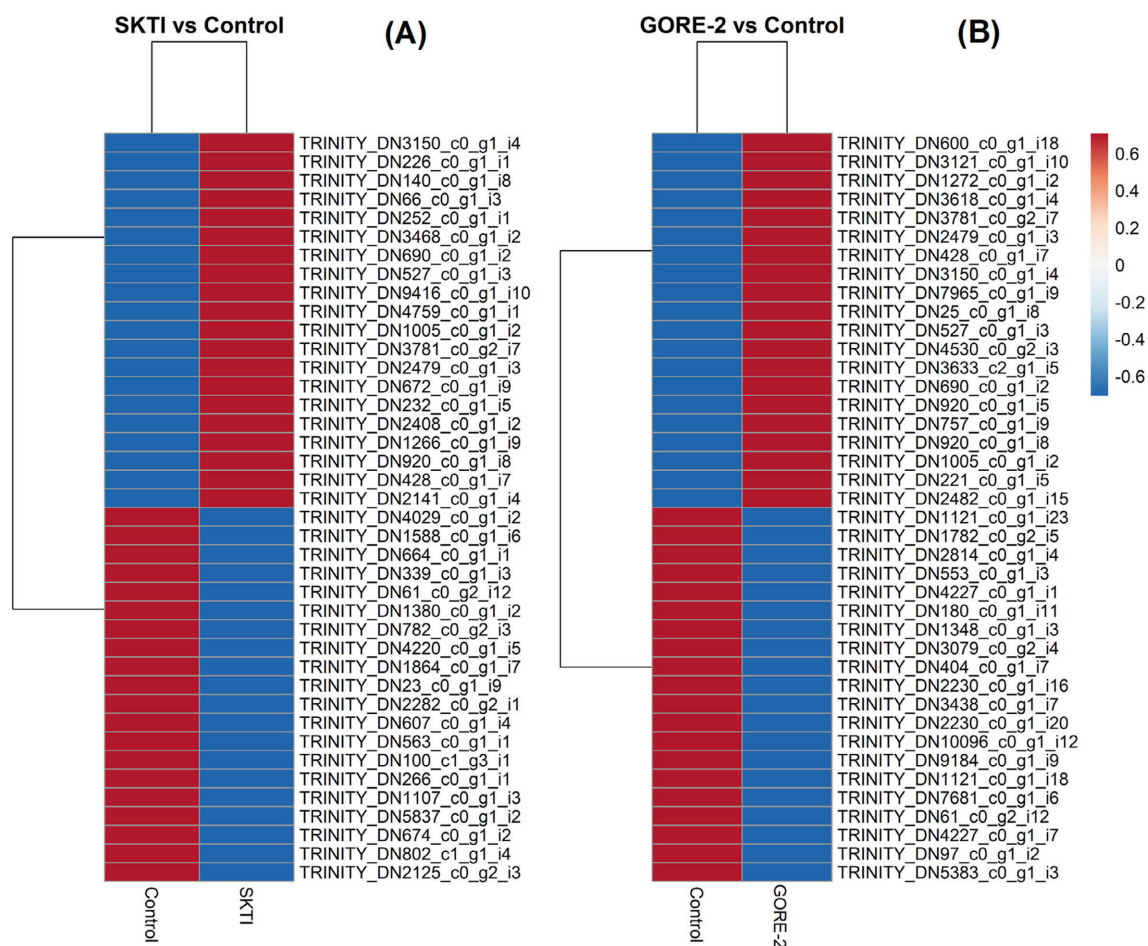 SKTI vs Control
(A)
TRINITY_DN3150_c0_g1_i4
TRINITY_DN226_c0_g1_i1
TRINITY_DN140_c0_g1_i8
TRINITY_DN66_c0_g1_i3
TRINITY_DN252_c0_g1_i1
TRINITY_DN3468_c0_g1_i2
TRINITY_DN690_c0_g1_i2
TRINITY_DN527_c0_g1_i3
TRINITY_DN9416_c0_g1_i10
TRINITY_DN4759_c0_g1_i1
TRINITY_DN1005_c0_g1_i2
TRINITY_DN3781_c0_g2_i7
TRINITY_DN2479_c0_g1_i3
TRINITY_DN672_c0_g1_i9
TRINITY_DN232_c0_g1_i5
TRINITY_DN2408_c0_g1_i2
TRINITY_DN1266_c0_g1_i9
TRINITY_DN920_c0_g1_i8
TRINITY_DN428_c0_g1_i7
TRINITY_DN2141_c0_g1_i4
TRINITY_DN4029_c0_g1_i2
TRINITY_DN1588_c0_g1_i6
TRINITY_DN664_c0_g1_i1
TRINITY_DN339_c0_g1_i3
TRINITY_DN61_c0_g2_i12
TRINITY_DN1380_c0_g1_i2
TRINITY_DN782_c0_g2_i3
TRINITY_DN4220_c0_g1_i5
TRINITY_DN1864_c0_g1_i7
TRINITY_DN23_c0_g1_i9
TRINITY_DN2282_c0_g2_i1
TRINITY_DN607_c0_g1_i4
TRINITY_DN563_c0_g1_i1
TRINITY_DN100_c1_g3_i1
TRINITY_DN266_c0_g1_i1
TRINITY_DN1107_c0_g1_i3
TRINITY_DN5837_c0_g1_i2
TRINITY_DN674_c0_g1_i2
TRINITY_DN802_c1_g1_i4
TRINITY_DN2125_c0_g2_i3
Control
SKTI
GORE-2 vs Control
(B)
TRINITY_DN600_c0_g1_i18
TRINITY_DN3121_c0_g1_i10
TRINITY_DN1272_c0_g1_i2
TRINITY_DN3618_c0_g1_i4
TRINITY_DN3781_c0_g2_i7
TRINITY_DN2479_c0_g1_i3
TRINITY_DN428_c0_g1_i7
TRINITY_DN3150_c0_g1_i4
TRINITY_DN7965_c0_g1_i9
TRINITY_DN25_c0_g1_i8
TRINITY_DN527_c0_g1_i3
TRINITY_DN4530_c0_g2_i3
TRINITY_DN3633_c2_g1_i5
TRINITY_DN690_c0_g1_i2
TRINITY_DN920_c0_g1_i5
TRINITY_DN757_c0_g1_i9
TRINITY_DN920_c0_g1_i8
TRINITY_DN1005_c0_g1_i2
TRINITY_DN221_c0_g1_i5
TRINITY_DN2482_c0_g1_i15
TRINITY_DN1121_c0_g1_i23
TRINITY_DN1782_c0_g2_i5
TRINITY_DN2814_c0_g1_i4
TRINITY_DN553_c0_g1_i3
TRINITY_DN4227_c0_g1_i1
TRINITY_DN180_c0_g1_i11
TRINITY_DN1348_c0_g1_i3
TRINITY_DN3079_c0_g2_i4
TRINITY_DN404_c0_g1_i7
TRINITY_DN2230_c0_g1_i16
TRINITY_DN3438_c0_g1_i7
TRINITY_DN2230_c0_g1_i20
TRINITY_DN10096_c0_g1_i12
TRINITY_DN9184_c0_g1_i9
TRINITY_DN1121_c0_g1_i18
TRINITY_DN7681_c0_g1_i6
TRINITY_DN61_c0_g2_i12
TRINITY_DN4227_c0_g1_i7
TRINITY_DN97_c0_g1_i2
TRINITY_DN5383_c0_g1_i3
Control
GORE-2
0.6
0.4
0.2
0
-0.2
-0.4
-0.6